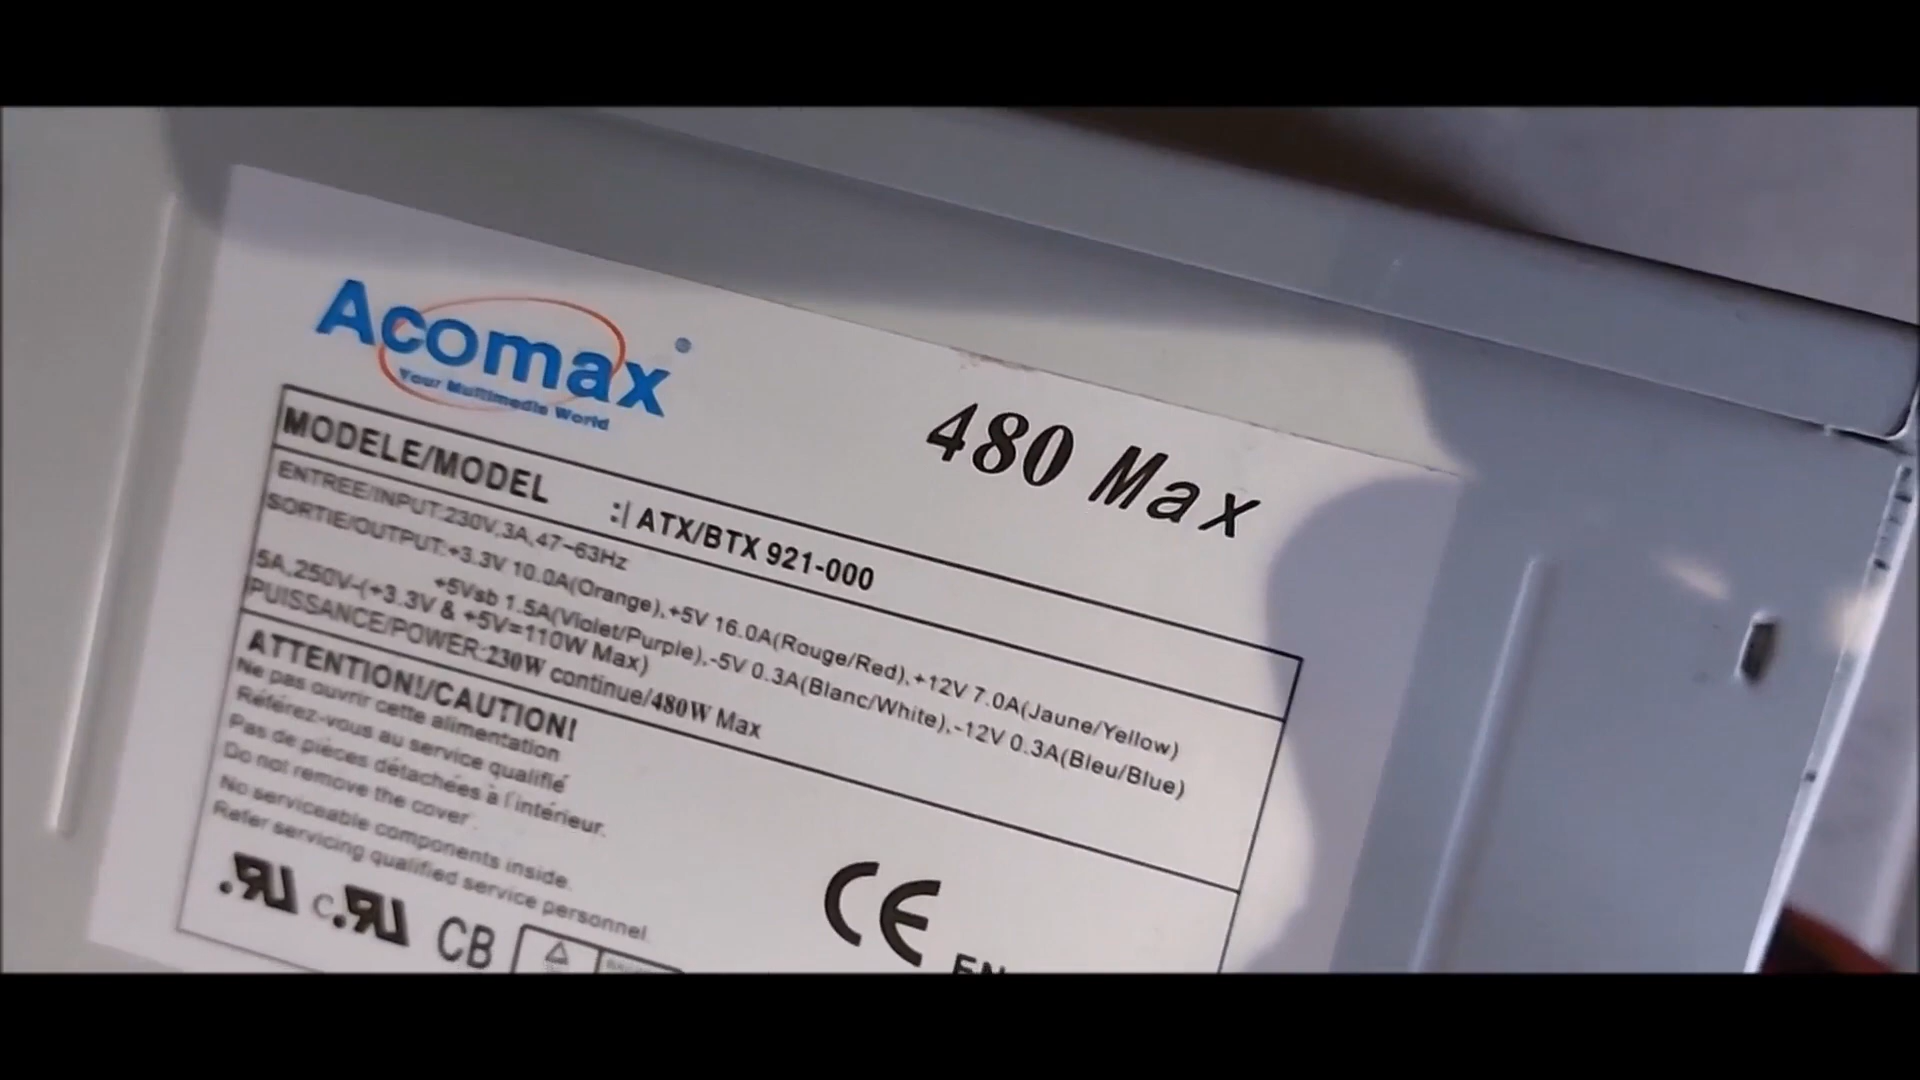 Acomax®
Your Multimedia World
480 Max
MODELE/MODEL :| ATX/BTX 921-000
ENTREE/INPUT:230V,3A,47~63Hz
SORTIE/OUTPUT:+3.3V 10.0A(Orange),+5V 16.0A(Rouge/Red),+12V 7.0A(Jaune/Yellow)
+5Vsb 1.5A(Violet/Purple),-5V 0.3A(Blanc/White),-12V 0.3A(Bleu/Blue)
5A,250V-(+3.3V & +5V=110W Max)
PUISSANCE/POWER:230W continue/480W Max
ATTENTION!/CAUTION!
Ne pas ouvrir cette alimentation
Référez-vous au service qualifié
Pas de pièces détachées à l'intérieur.
Do not remove the cover.
No serviceable components inside.
Refer servicing qualified service personnel.
c
CB
CE
EN